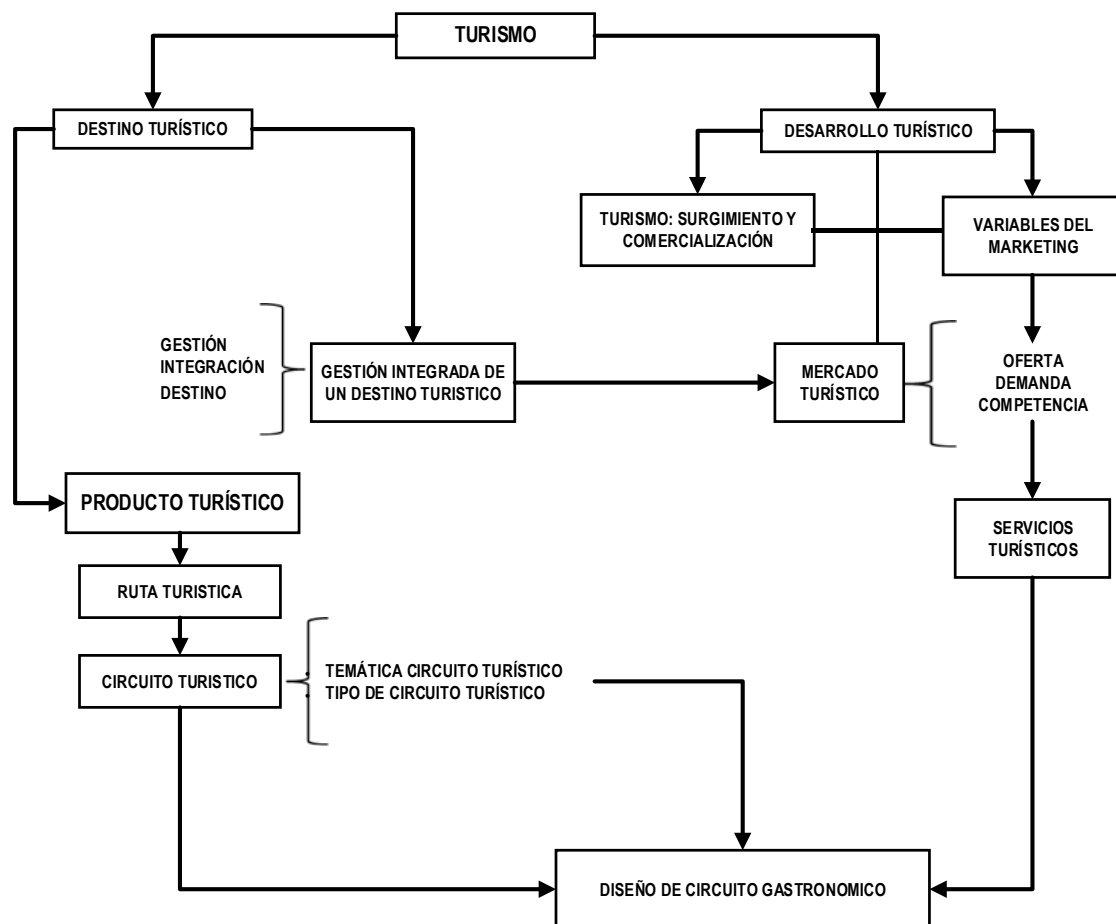 TURISMO
DESTINO TURÍSTICO
DESARROLLO TURÍSTICO
TURISMO: SURGIMIENTO Y
COMERCIALIZACIÓN
VARIABLES DEL
MARKETING
GESTIÓN
INTEGRACIÓN
DESTINO
GESTIÓN INTEGRADA DE
UN DESTINO TURISTICO
MERCADO
TURÍSTICO
OFERTA
DEMANDA
COMPETENCIA
PRODUCTO TURÍSTICO
SERVICIOS
TURÍSTICOS
RUTA TURISTICA
CIRCUITO TURISTICO
TEMÁTICA CIRCUITO TURÍSTICO
TIPO DE CIRCUITO TURÍSTICO
DISEÑO DE CIRCUITO GASTRONOMICO